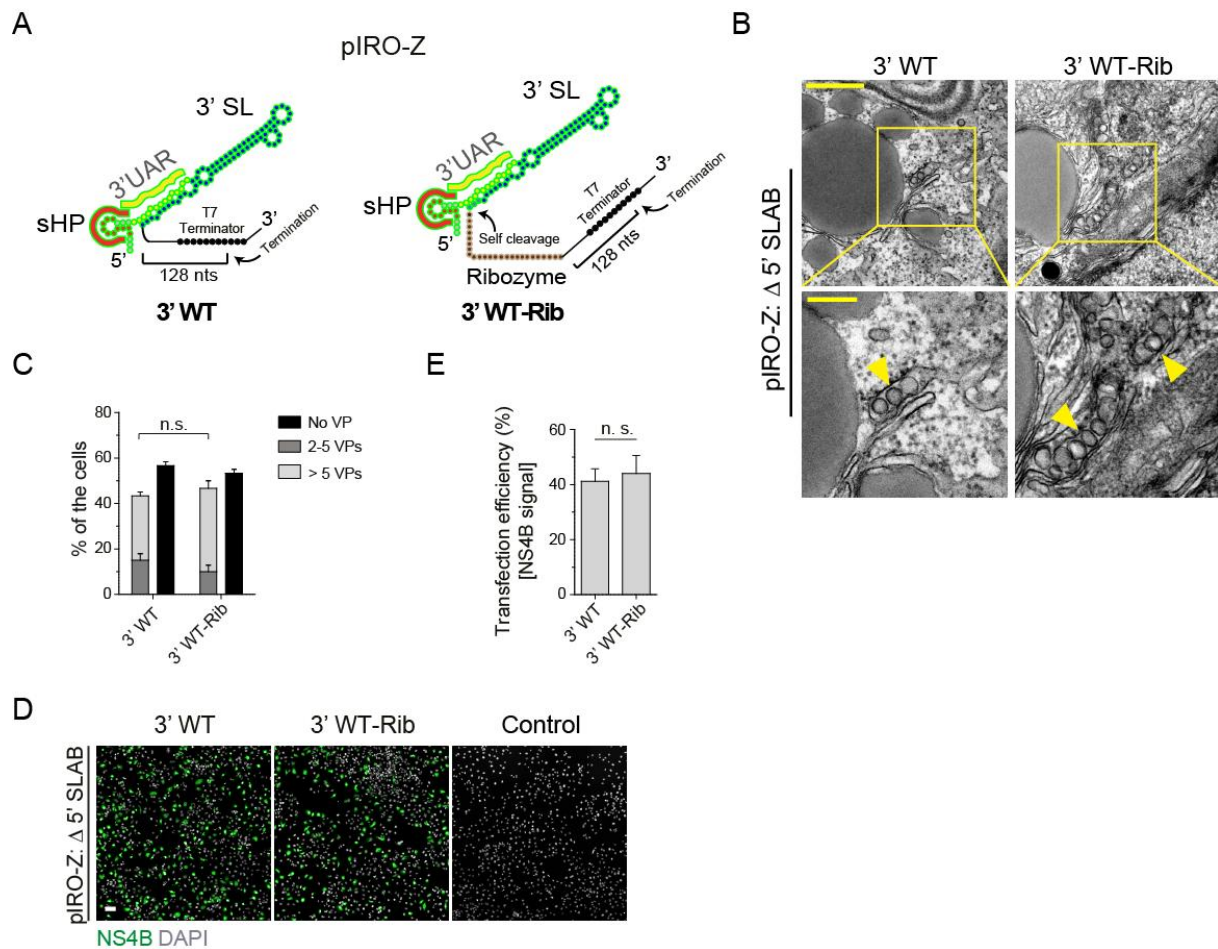 A
pIRO-Z
3' SL
3'UAR
sHP
5'
T7
Terminator
3'
Termination
128 nts
3' WT
3' SL
3'UAR
sHP
5'
Self cleavage
Ribozyme
T7
Terminator
3'
Termination
128 nts
3' WT-Rib
B
3' WT
3' WT-Rib
pIRO-Z: Δ 5' SLAB
C
% of the cells
80
60
40
20
0
n.s.
No VP
2-5 VPs
> 5 VPs
3' WT
3' WT-Rib
E
Transfection efficiency (%)
[NS4B signal]
60
40
20
0
n. s.
3' WT
3' WT-Rib
D
3' WT
3' WT-Rib
Control
pIRO-Z: Δ 5' SLAB
NS4B DAPI